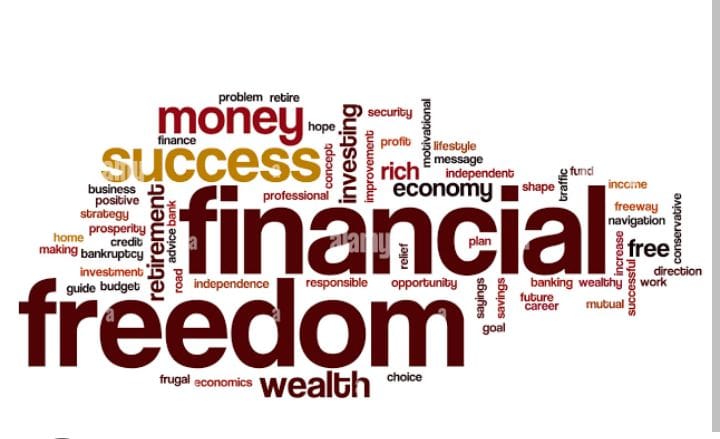 problem retire
money
finance
hope
investing
security
motivational
success
concept
improvement
profit
lifestyle
message
rich
independent
economy
shape
traffic
fund
income
business
positive
strategy
prosperity
home
making
credit
bankruptcy
investment
guide budget
retirement
bank
advice
road
professional
financial
relief
plan
freeway
navigation
conservative
increase
free
successful
direction
work
independence
responsible
opportunity
sayings
savings
banking wealthy
future
career
mutual
goal
freedom
frugal economics
wealth
choice
alamy
alamy
a
a
a
a
a